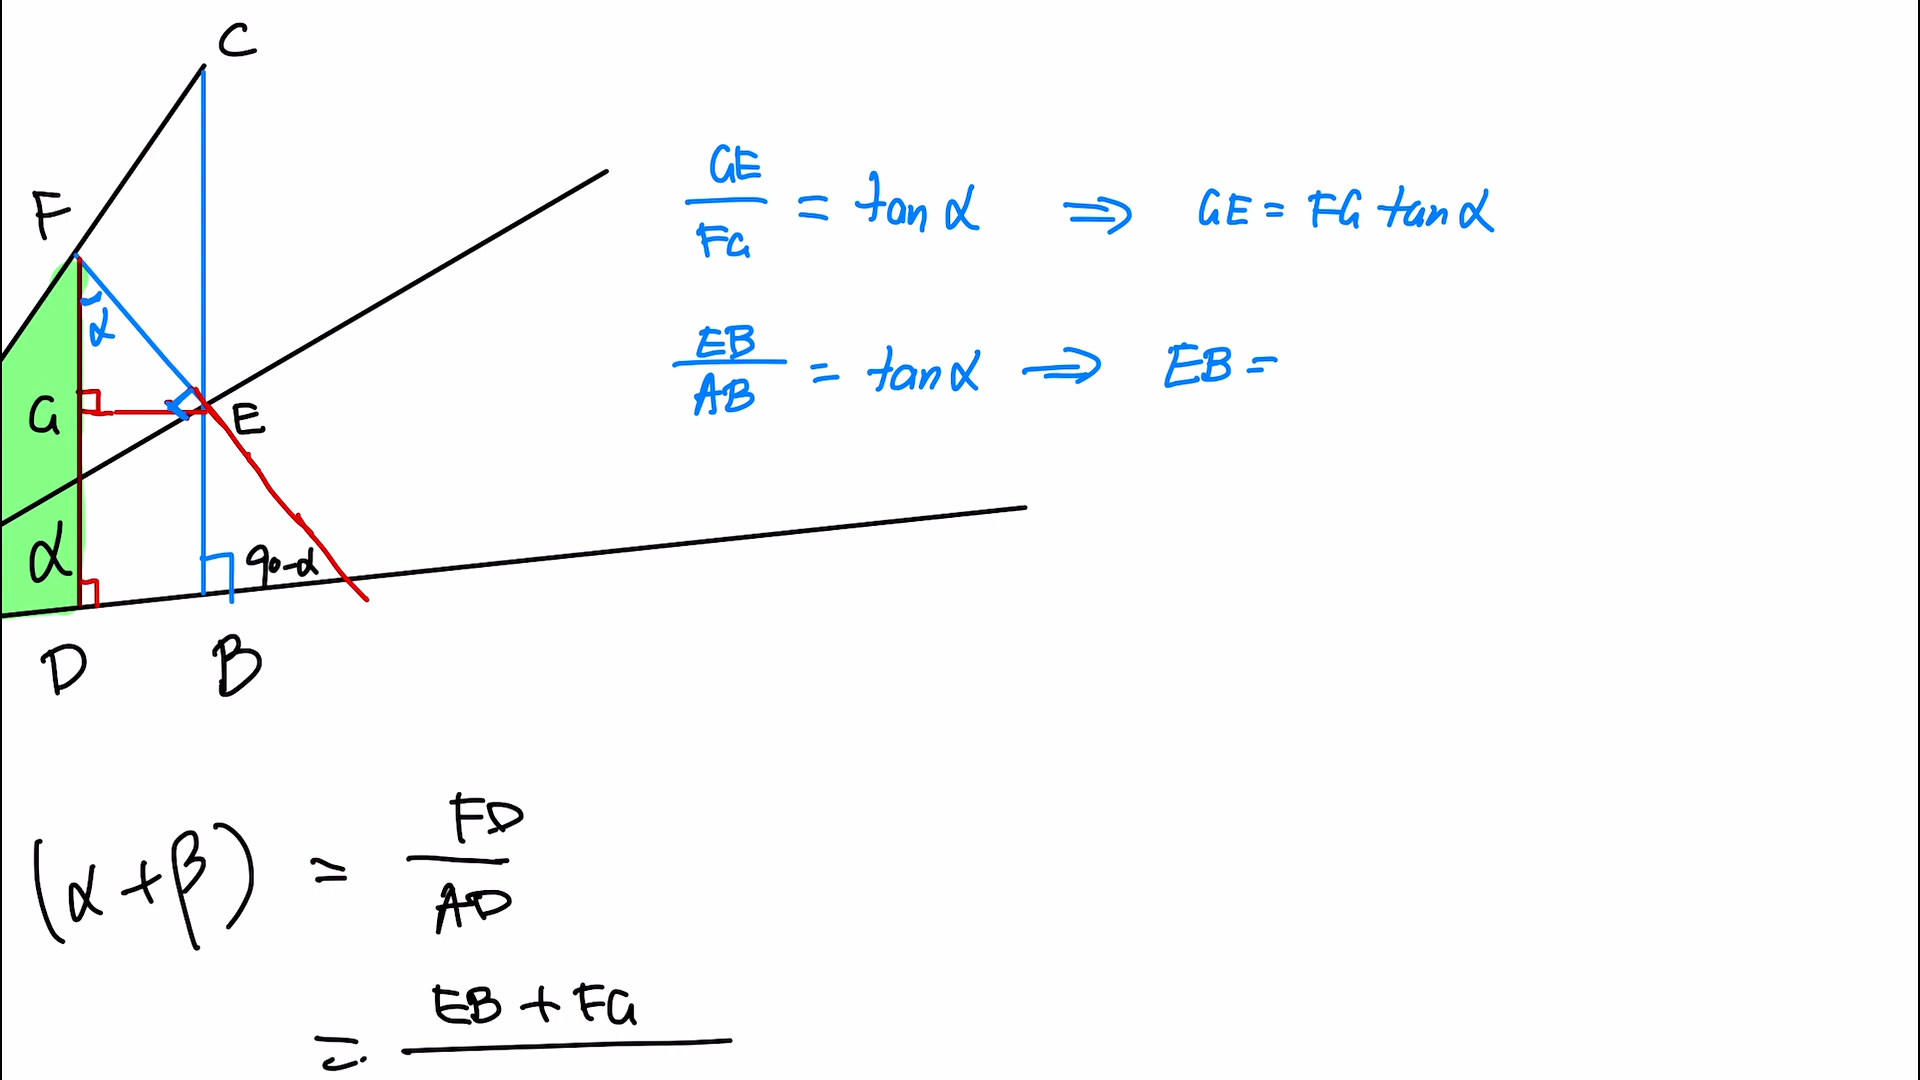 C
F
α
G
E
α
90-α
D
B
GE/FG = tan α ⇒ GE = FG tan α
EB/AB = tan α ⇒ EB =
(α + β) = FD/AD
= EB + FG